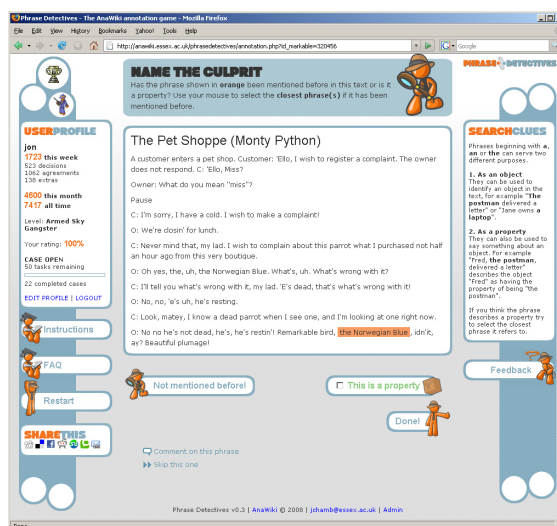 Phrase Detectives - The AnaWiki annotation game - Mozilla Firefox
File Edit View History Bookmarks Yahoo! Tools Help
http://anawiki.essex.ac.uk/phrasedetectives/annotation.php?id_markable=320456
Google
NAME THE CULPRIT
Has the phrase shown in orange been mentioned before in this text or is it
a property? Use your mouse to select the closest phrase(s) if it has been
mentioned before.
PHRASE DETECTIVES
USERPROFILE
jon
1723 this week
523 decisions
1062 agreements
138 extras
4600 this month
7417 all time
Level: Armed Sky
Gangster
Your rating: 100%
CASE OPEN
50 tasks remaining
22 completed cases
EDIT PROFILE | LOGOUT
Instructions
FAQ
Restart
SHARETHIS
The Pet Shoppe (Monty Python)
A customer enters a pet shop. Customer: 'Ello, I wish to register a complaint. The owner
does not respond. C: 'Ello, Miss?
Owner: What do you mean "miss"?
Pause
C: I'm sorry, I have a cold. I wish to make a complaint!
O: We're closin' for lunch.
C: Never mind that, my lad. I wish to complain about this parrot what I purchased not half
an hour ago from this very boutique.
O: Oh yes, the, uh, the Norwegian Blue. What's, uh. What's wrong with it?
C: I'll tell you what's wrong with it, my lad. 'E's dead, that's what's wrong with it!
O: No, no, 'e's uh, he's resting.
C: Look, matey, I know a dead parrot when I see one, and I'm looking at one right now.
O: No no he's not dead, he's, he's restin'! Remarkable bird, the Norwegian Blue, idn'it,
ay? Beautiful plumage!
Not mentioned before!
This is a property
Done!
Comment on this phrase
Skip this one
SEARCHCLUES
Phrases beginning with a,
an or the can serve two
different purposes.
1. As an object
They can be used to
identify an object in the
text, for example "The
postman delivered a
letter" or "Jane owns a
laptop".
2. As a property
They can also be used to
say something about an
object. For example
"Fred, the postman,
delivered a letter"
describes the object
"Fred" as having the
property of being "the
postman".
If you think the phrase
describes a property try
to select the closest
phrase it refers to.
Feedback
Phrase Detectives v0.3 | AnaWiki © 2008 | jchamb@essex.ac.uk | Admin
Done